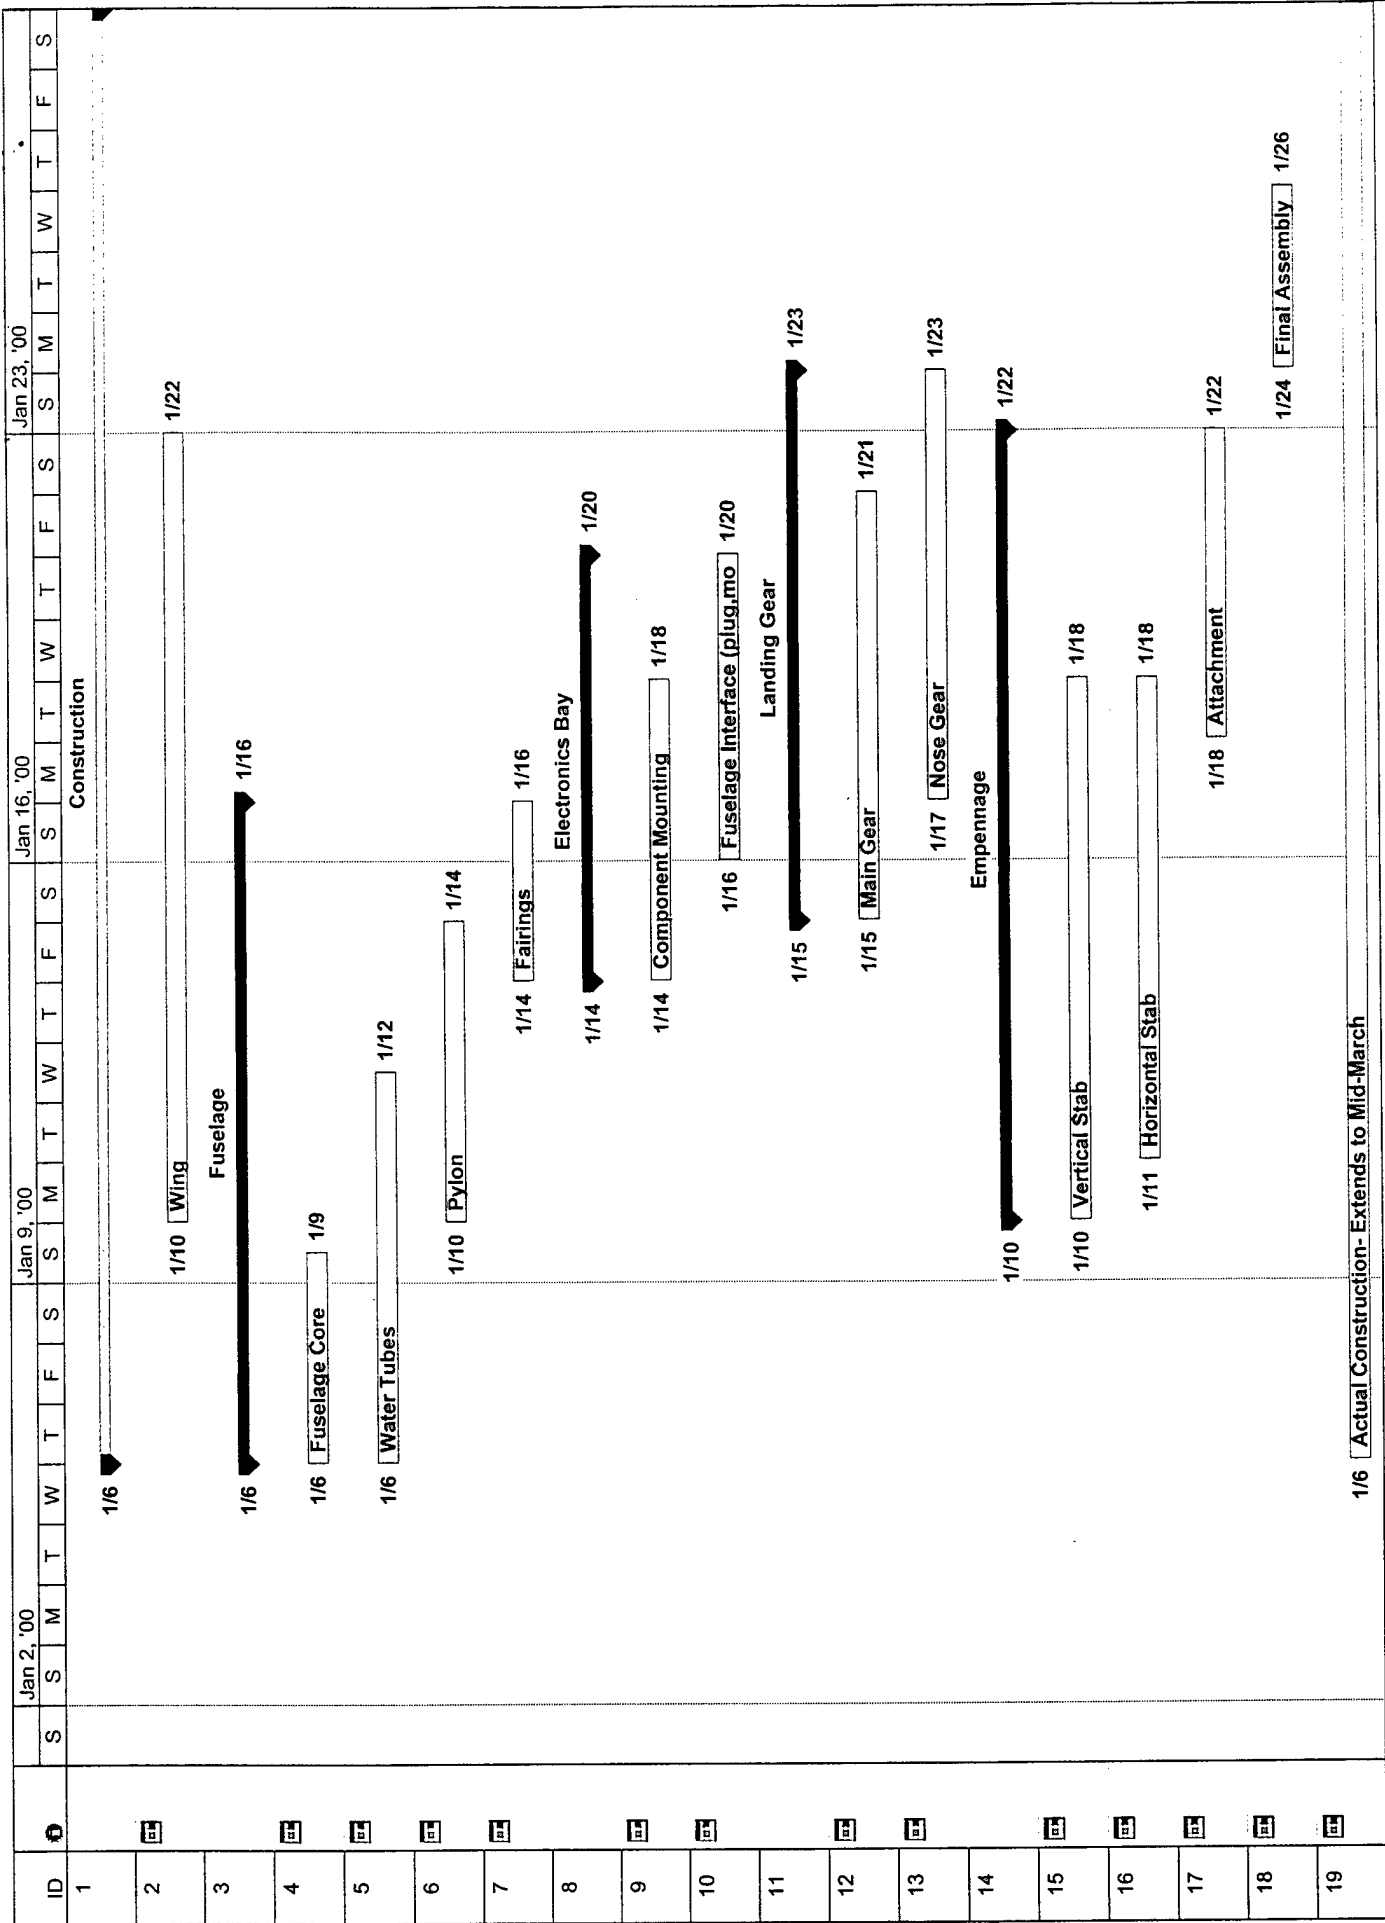 ID Jan 2, '00 Jan 9, '00 Jan 16, '00 Jan 23, '00
S S M T W T F S S M T W T F S S M T W T F S S M T W T F S
1 1/6 Construction
2 1/10 Wing 1/22
3 1/6 Fuselage 1/16
4 1/6 Fuselage Core 1/9
5 1/6 Water Tubes 1/12
6 1/10 Pylon 1/14
7 1/14 Fairings 1/16
8 1/14 Electronics Bay 1/20
9 1/14 Component Mounting 1/18
10 1/16 Fuselage Interface (plug,mo 1/20
11 1/15 Landing Gear 1/23
12 1/15 Main Gear 1/21
13 1/17 Nose Gear 1/23
14 1/10 Empennage 1/22
15 1/10 Vertical Stab 1/18
16 1/11 Horizontal Stab 1/18
17 1/18 Attachment 1/22
18 1/24 Final Assembly 1/26
19 1/6 Actual Construction- Extends to Mid-March